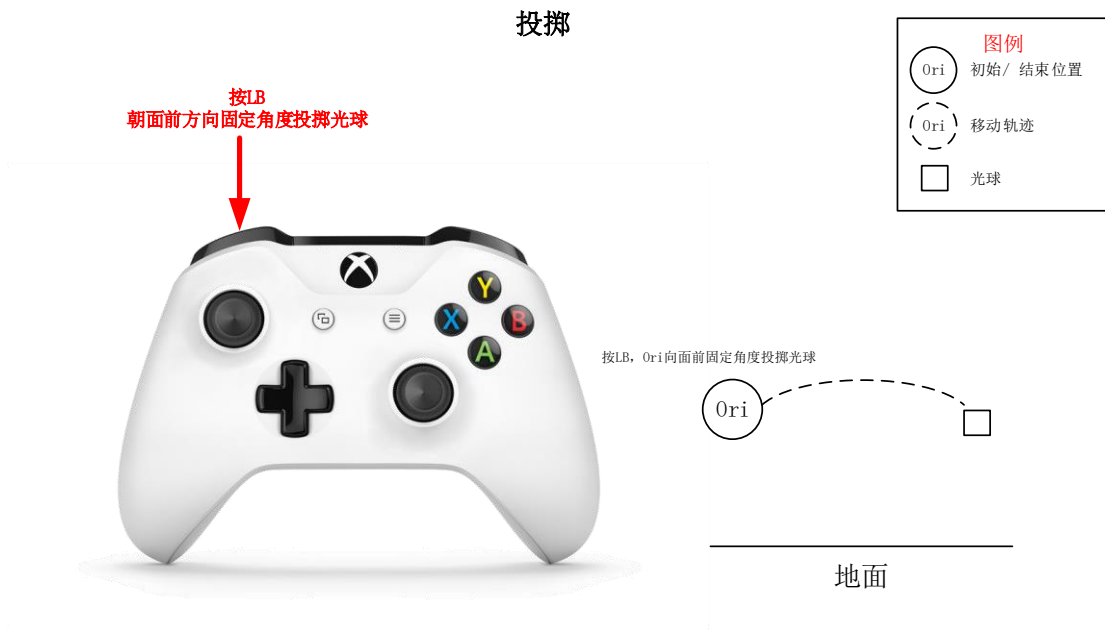 投掷
图例
Ori 初始/ 结束位置
Ori 移动轨迹
光球
按LB
朝面前方向固定角度投掷光球
Y
X B
A
按LB，Ori向面前固定角度投掷光球
Ori
地面